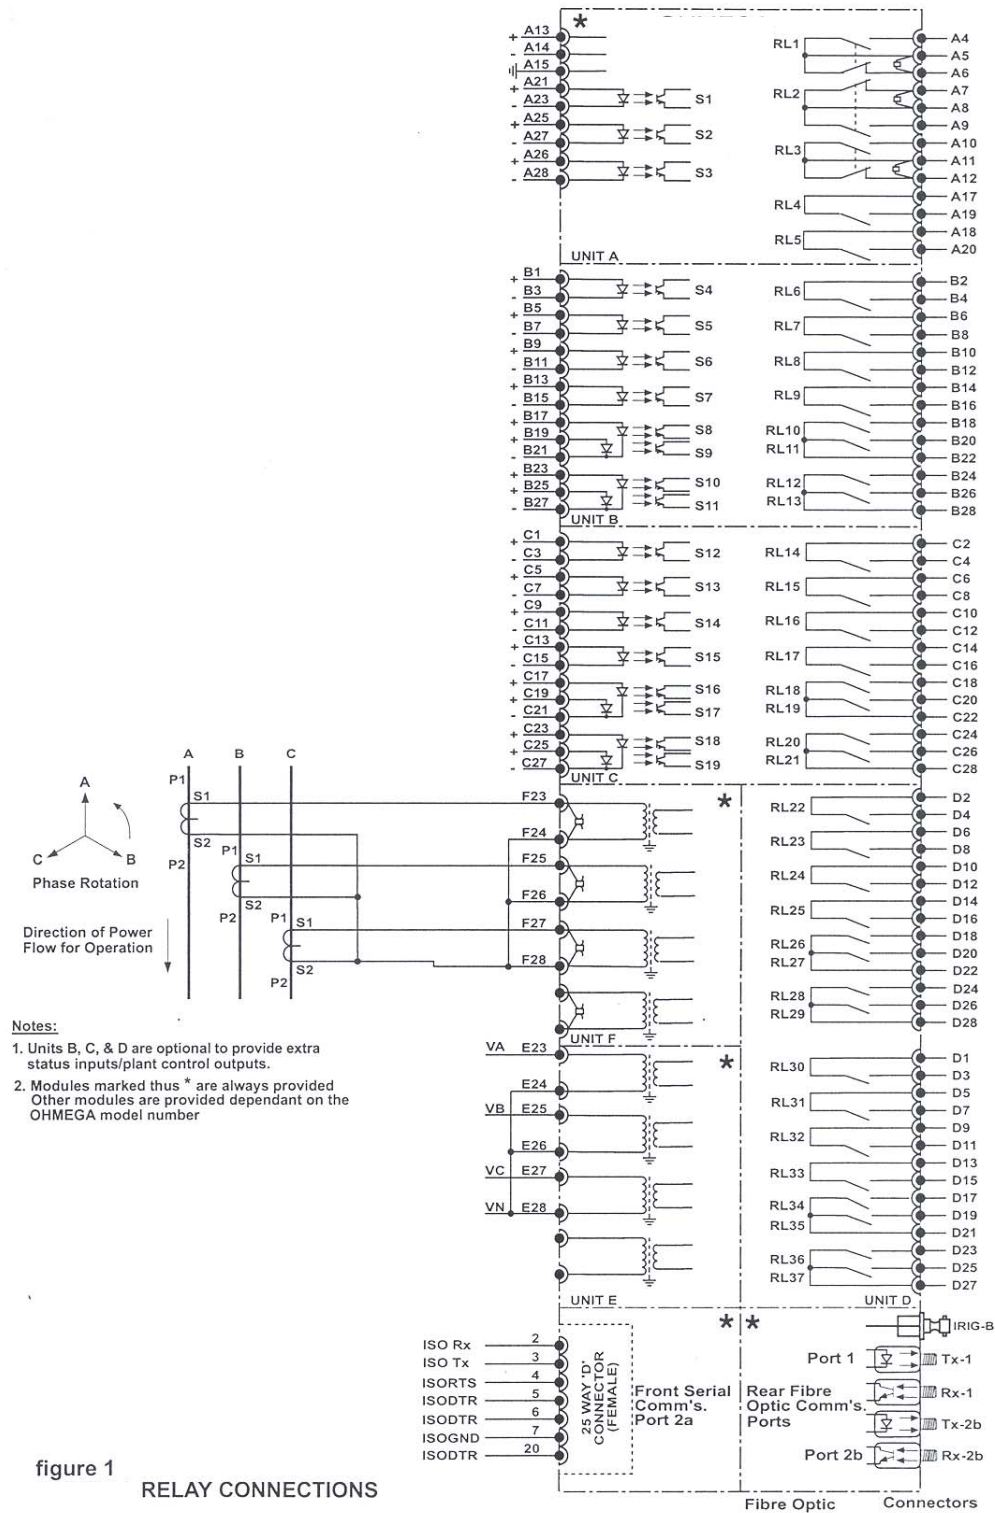 *
+ A13
- A14
A15
+ A21
- A23
+ A25
- A27
+ A26
- A28
S1
S2
S3
RL1
RL2
RL3
RL4
RL5
A4
A5
A6
A7
A8
A9
A10
A11
A12
A17
A19
A18
A20
UNIT A
+ B1
- B3
+ B5
- B7
+ B9
- B11
+ B13
- B15
+ B17
+ B19
- B21
+ B23
+ B25
- B27
S4
S5
S6
S7
S8
S9
S10
S11
RL6
RL7
RL8
RL9
RL10
RL11
RL12
RL13
B2
B4
B6
B8
B10
B12
B14
B16
B18
B20
B22
B24
B26
B28
UNIT B
+ C1
- C3
+ C5
- C7
+ C9
- C11
+ C13
- C15
+ C17
+ C19
- C21
+ C23
+ C25
- C27
S12
S13
S14
S15
S16
S17
S18
S19
RL14
RL15
RL16
RL17
RL18
RL19
RL20
RL21
C2
C4
C6
C8
C10
C12
C14
C16
C18
C20
C22
C24
C26
C28
UNIT C
A
C
B
Phase Rotation
Direction of Power
Flow for Operation
A B C
P1
S1
S2
P2
P1
S1
S2
P2
P1
S1
S2
P2
F23
F24
F25
F26
F27
F28
*
UNIT F
RL22
RL23
RL24
RL25
RL26
RL27
RL28
RL29
D2
D4
D6
D8
D10
D12
D14
D16
D18
D20
D22
D24
D26
D28
Notes:
1. Units B, C, & D are optional to provide extra
status inputs/plant control outputs.
2. Modules marked thus * are always provided
Other modules are provided dependant on the
OHMEGA model number
VA E23
E24
VB E25
E26
VC E27
VN E28
*
UNIT E
RL30
RL31
RL32
RL33
RL34
RL35
RL36
RL37
D1
D3
D5
D7
D9
D11
D13
D15
D17
D19
D21
D23
D25
D27
UNIT D
* *
ISO Rx 2
ISO Tx 3
ISORTS 4
ISODTR 5
ISODTR 6
ISOGND 7
ISODTR 20
25 WAY 'D'
CONNECTOR
(FEMALE)
Front Serial
Comm's.
Port 2a
Rear Fibre
Optic Comm's.
Ports
IRIG-B
Port 1
Tx-1
Rx-1
Tx-2b
Port 2b
Rx-2b
figure 1
RELAY CONNECTIONS
Fibre Optic Connectors